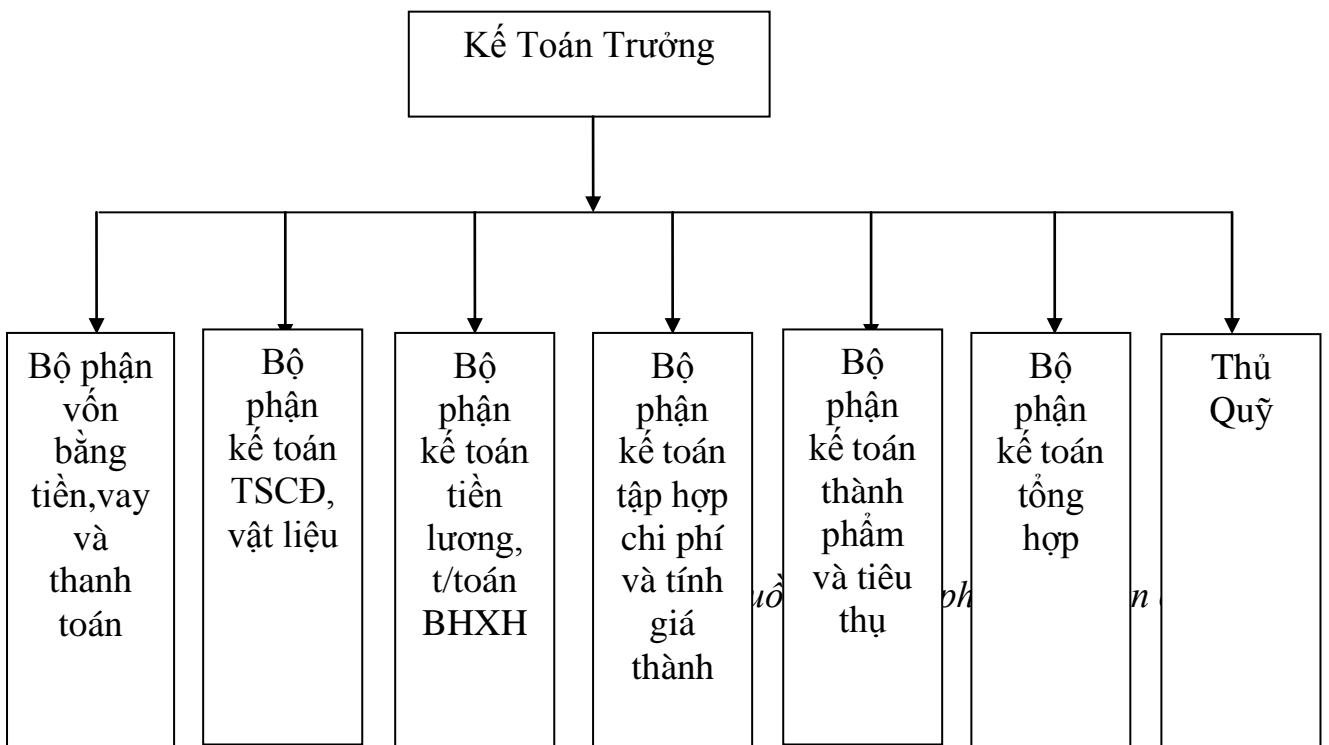 Kế Toán Trưởng
Bộ phận
vốn
bằng
tiền,vay
và
thanh
toán
Bộ
phận
kế toán
TSCĐ,
vật liệu
Bộ
phận
kế toán
tiền
lương,
t/toán
BHXH
Bộ
phận
kế toán
tập hợp
chi phí
và tính
giá
thành
Bộ
phận
kế toán
thành
phẩm
và tiêu
thụ
Bộ
phận
kế toán
tổng
hợp
Thủ
Quỹ